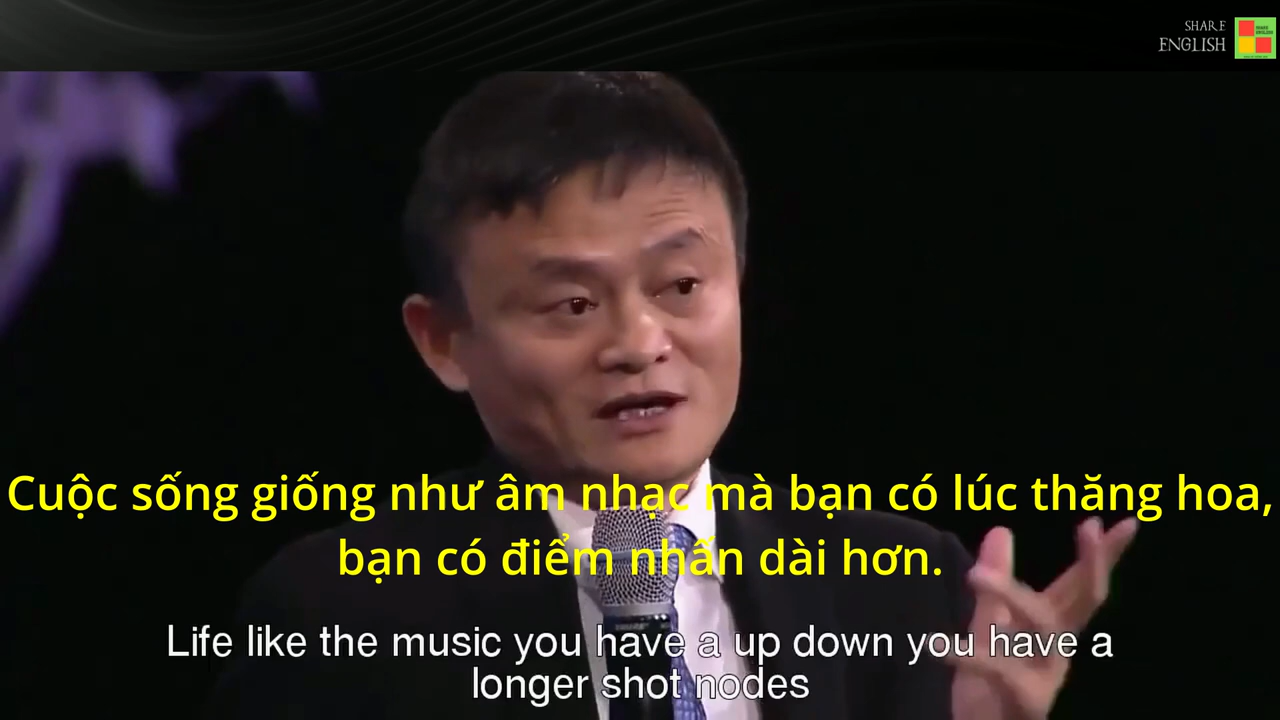 SHARE
ENGLISH
Cuộc sống giống như âm nhạc mà bạn có lúc thăng hoa,
bạn có điểm nhấn dài hơn.
Life like the music you have a up down you have a
longer shot nodes